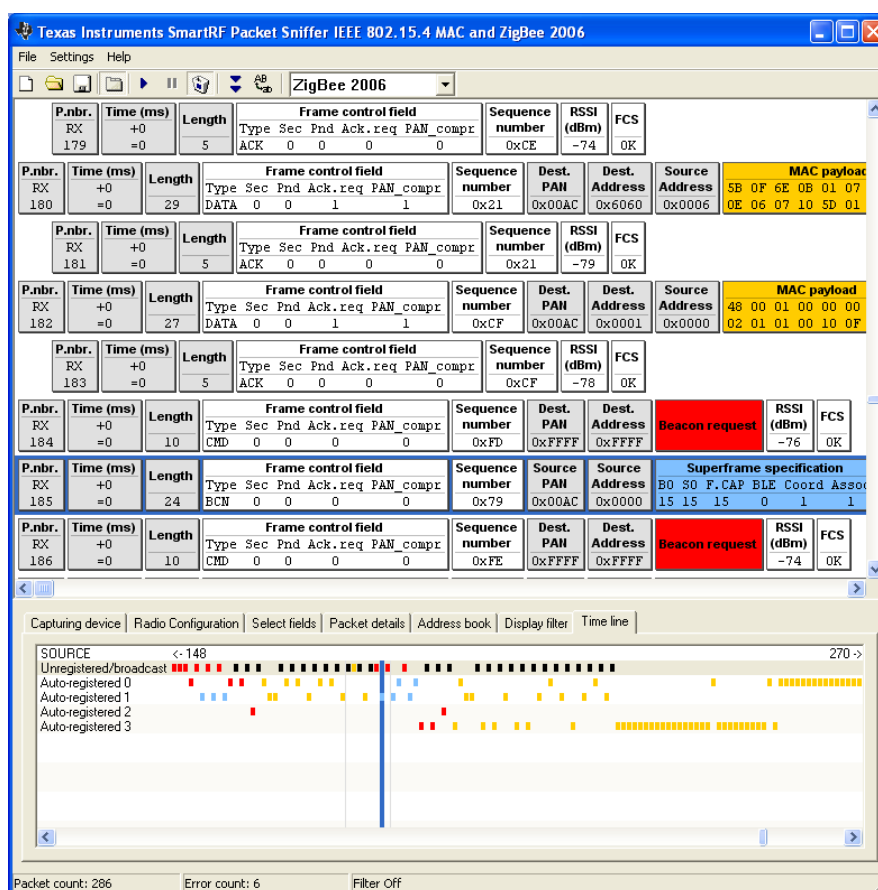 Texas Instruments SmartRF Packet Sniffer IEEE 802.15.4 MAC and ZigBee 2006
File Settings Help
ZigBee 2006
P.nbr. Time (ms) Length Frame control field Sequence number RSSI (dBm) FCS
RX +0 Type Sec Pnd Ack.req PAN_compr
179 =0 5 ACK 0 0 0 0 0xCE -74 OK
P.nbr. Time (ms) Length Frame control field Sequence number Dest. PAN Dest. Address Source Address MAC payload
RX +0 Type Sec Pnd Ack.req PAN_compr 5B 0F 6E 0B 01 07
180 =0 29 DATA 0 0 1 1 0x21 0x00AC 0x6060 0x0006 0E 06 07 10 5D 01
P.nbr. Time (ms) Length Frame control field Sequence number RSSI (dBm) FCS
RX +0 Type Sec Pnd Ack.req PAN_compr
181 =0 5 ACK 0 0 0 0 0x21 -79 OK
P.nbr. Time (ms) Length Frame control field Sequence number Dest. PAN Dest. Address Source Address MAC payload
RX +0 Type Sec Pnd Ack.req PAN_compr 48 00 01 00 00 00
182 =0 27 DATA 0 0 1 1 0xCF 0x00AC 0x0001 0x0000 02 01 01 00 10 0F
P.nbr. Time (ms) Length Frame control field Sequence number RSSI (dBm) FCS
RX +0 Type Sec Pnd Ack.req PAN_compr
183 =0 5 ACK 0 0 0 0 0xCF -78 OK
P.nbr. Time (ms) Length Frame control field Sequence number Dest. PAN Dest. Address Beacon request RSSI (dBm) FCS
RX +0 Type Sec Pnd Ack.req PAN_compr
184 =0 10 CMD 0 0 0 0 0xFD 0xFFFF 0xFFFF -76 OK
P.nbr. Time (ms) Length Frame control field Sequence number Source PAN Source Address Superframe specification
RX +0 Type Sec Pnd Ack.req PAN_compr BO SO F.CAP BLE Coord Assoc
185 =0 24 BCN 0 0 0 0 0x79 0x00AC 0x0000 15 15 15 0 1 1
P.nbr. Time (ms) Length Frame control field Sequence number Dest. PAN Dest. Address Beacon request RSSI (dBm) FCS
RX +0 Type Sec Pnd Ack.req PAN_compr
186 =0 10 CMD 0 0 0 0 0xFE 0xFFFF 0xFFFF -74 OK
Capturing device Radio Configuration Select fields Packet details Address book Display filter Time line
SOURCE <- 148 270 ->
Unregistered/broadcast
Auto-registered 0
Auto-registered 1
Auto-registered 2
Auto-registered 3
Packet count: 286 Error count: 6 Filter Off